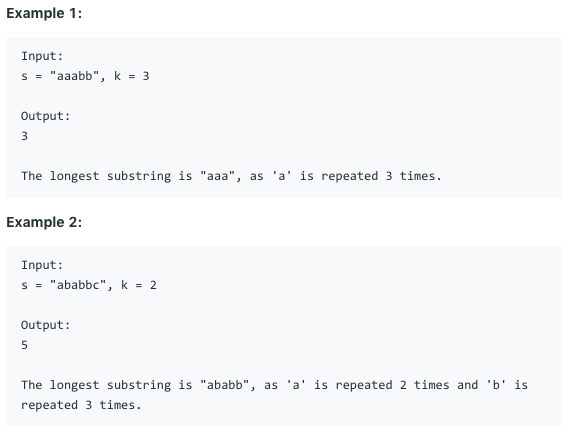 Example 1:
Input:
s = "aaabb", k = 3
Output:
3
The longest substring is "aaa", as 'a' is repeated 3 times.
Example 2:
Input:
s = "ababbc", k = 2
Output:
5
The longest substring is "ababb", as 'a' is repeated 2 times and 'b' is
repeated 3 times.